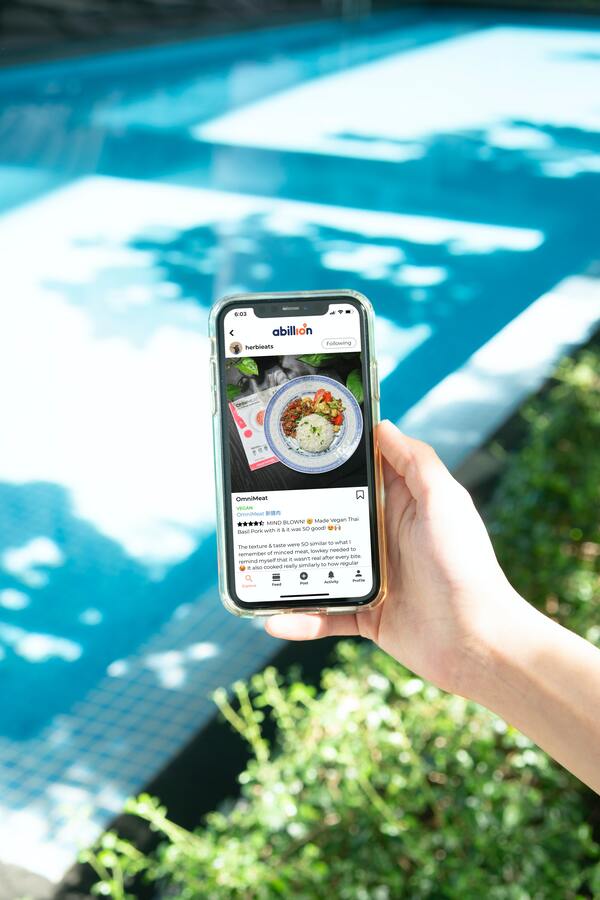 6:03
abillion
herbieats
Following
OmniMeat
VEGAN
OmniMeat 新豬肉
MIND BLOWN! 🤯 Made Vegan Thai
Basil Pork with it & it was SO good! 😍🙌🏻
The texture & taste were SO similar to what I
remember of minced meat, lowkey needed to
remind myself that it wasn't real after every bite.
it also cooked really similarly to how regular
Explore
Feed
Post
Activity
Profile